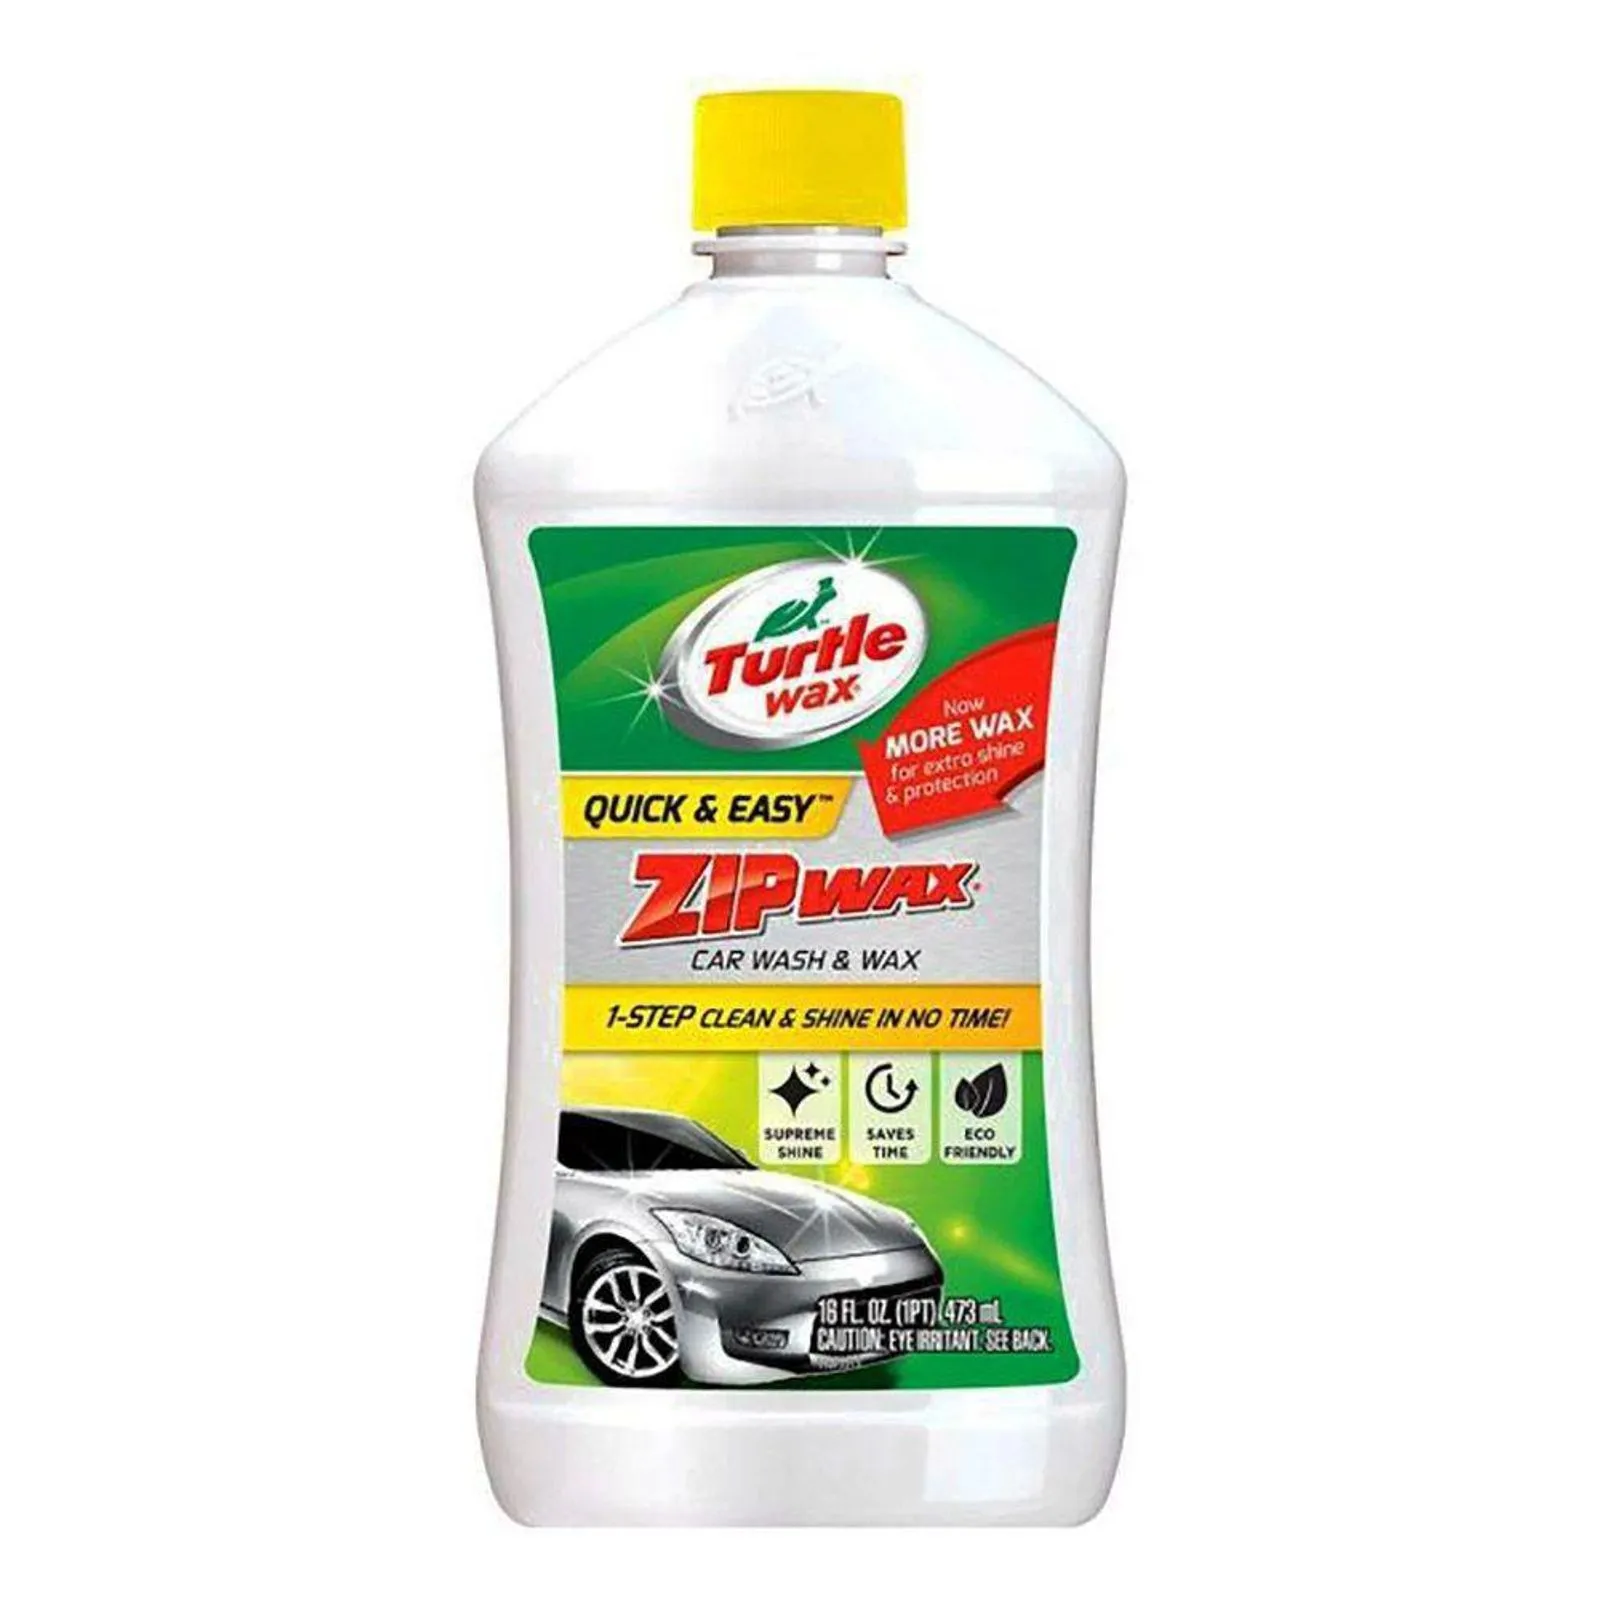 Turtle
wax
Now
MORE WAX
for extra shine
& protection
QUICK & EASY™
ZIP WAX
CAR WASH & WAX
1-STEP CLEAN & SHINE IN NO TIME!
SUPREME
SHINE
SAVES
TIME
ECO
FRIENDLY
16 FL. OZ. (1PT) 473 mL
CAUTION: EYE IRRITANT. SEE BACK.